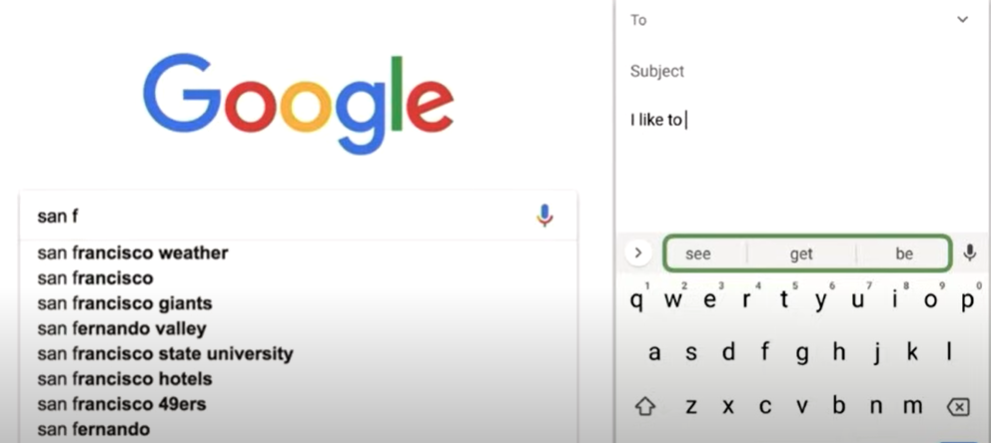 Google
san f
san francisco weather
san francisco
san francisco giants
san fernando valley
san francisco state university
san francisco hotels
san francisco 49ers
san fernando
To
Subject
I like to
see get be
1 2 3 4 5 6 7 8 9 0
q w e r t y u i o p
a s d f g h j k l
z x c v b n m